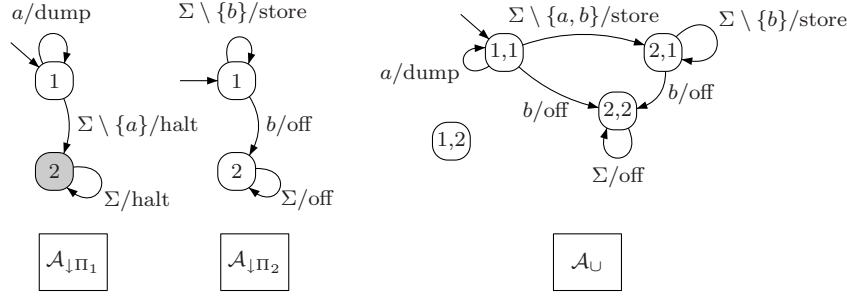 a/dump
1
Σ \ {a}/halt
2
Σ/halt
𝒜↓Π₁
Σ \ {b}/store
1
b/off
2
Σ/off
𝒜↓Π₂
Σ \ {a, b}/store
Σ \ {b}/store
1,1
2,1
a/dump
b/off
b/off
2,2
1,2
Σ/off
𝒜∪